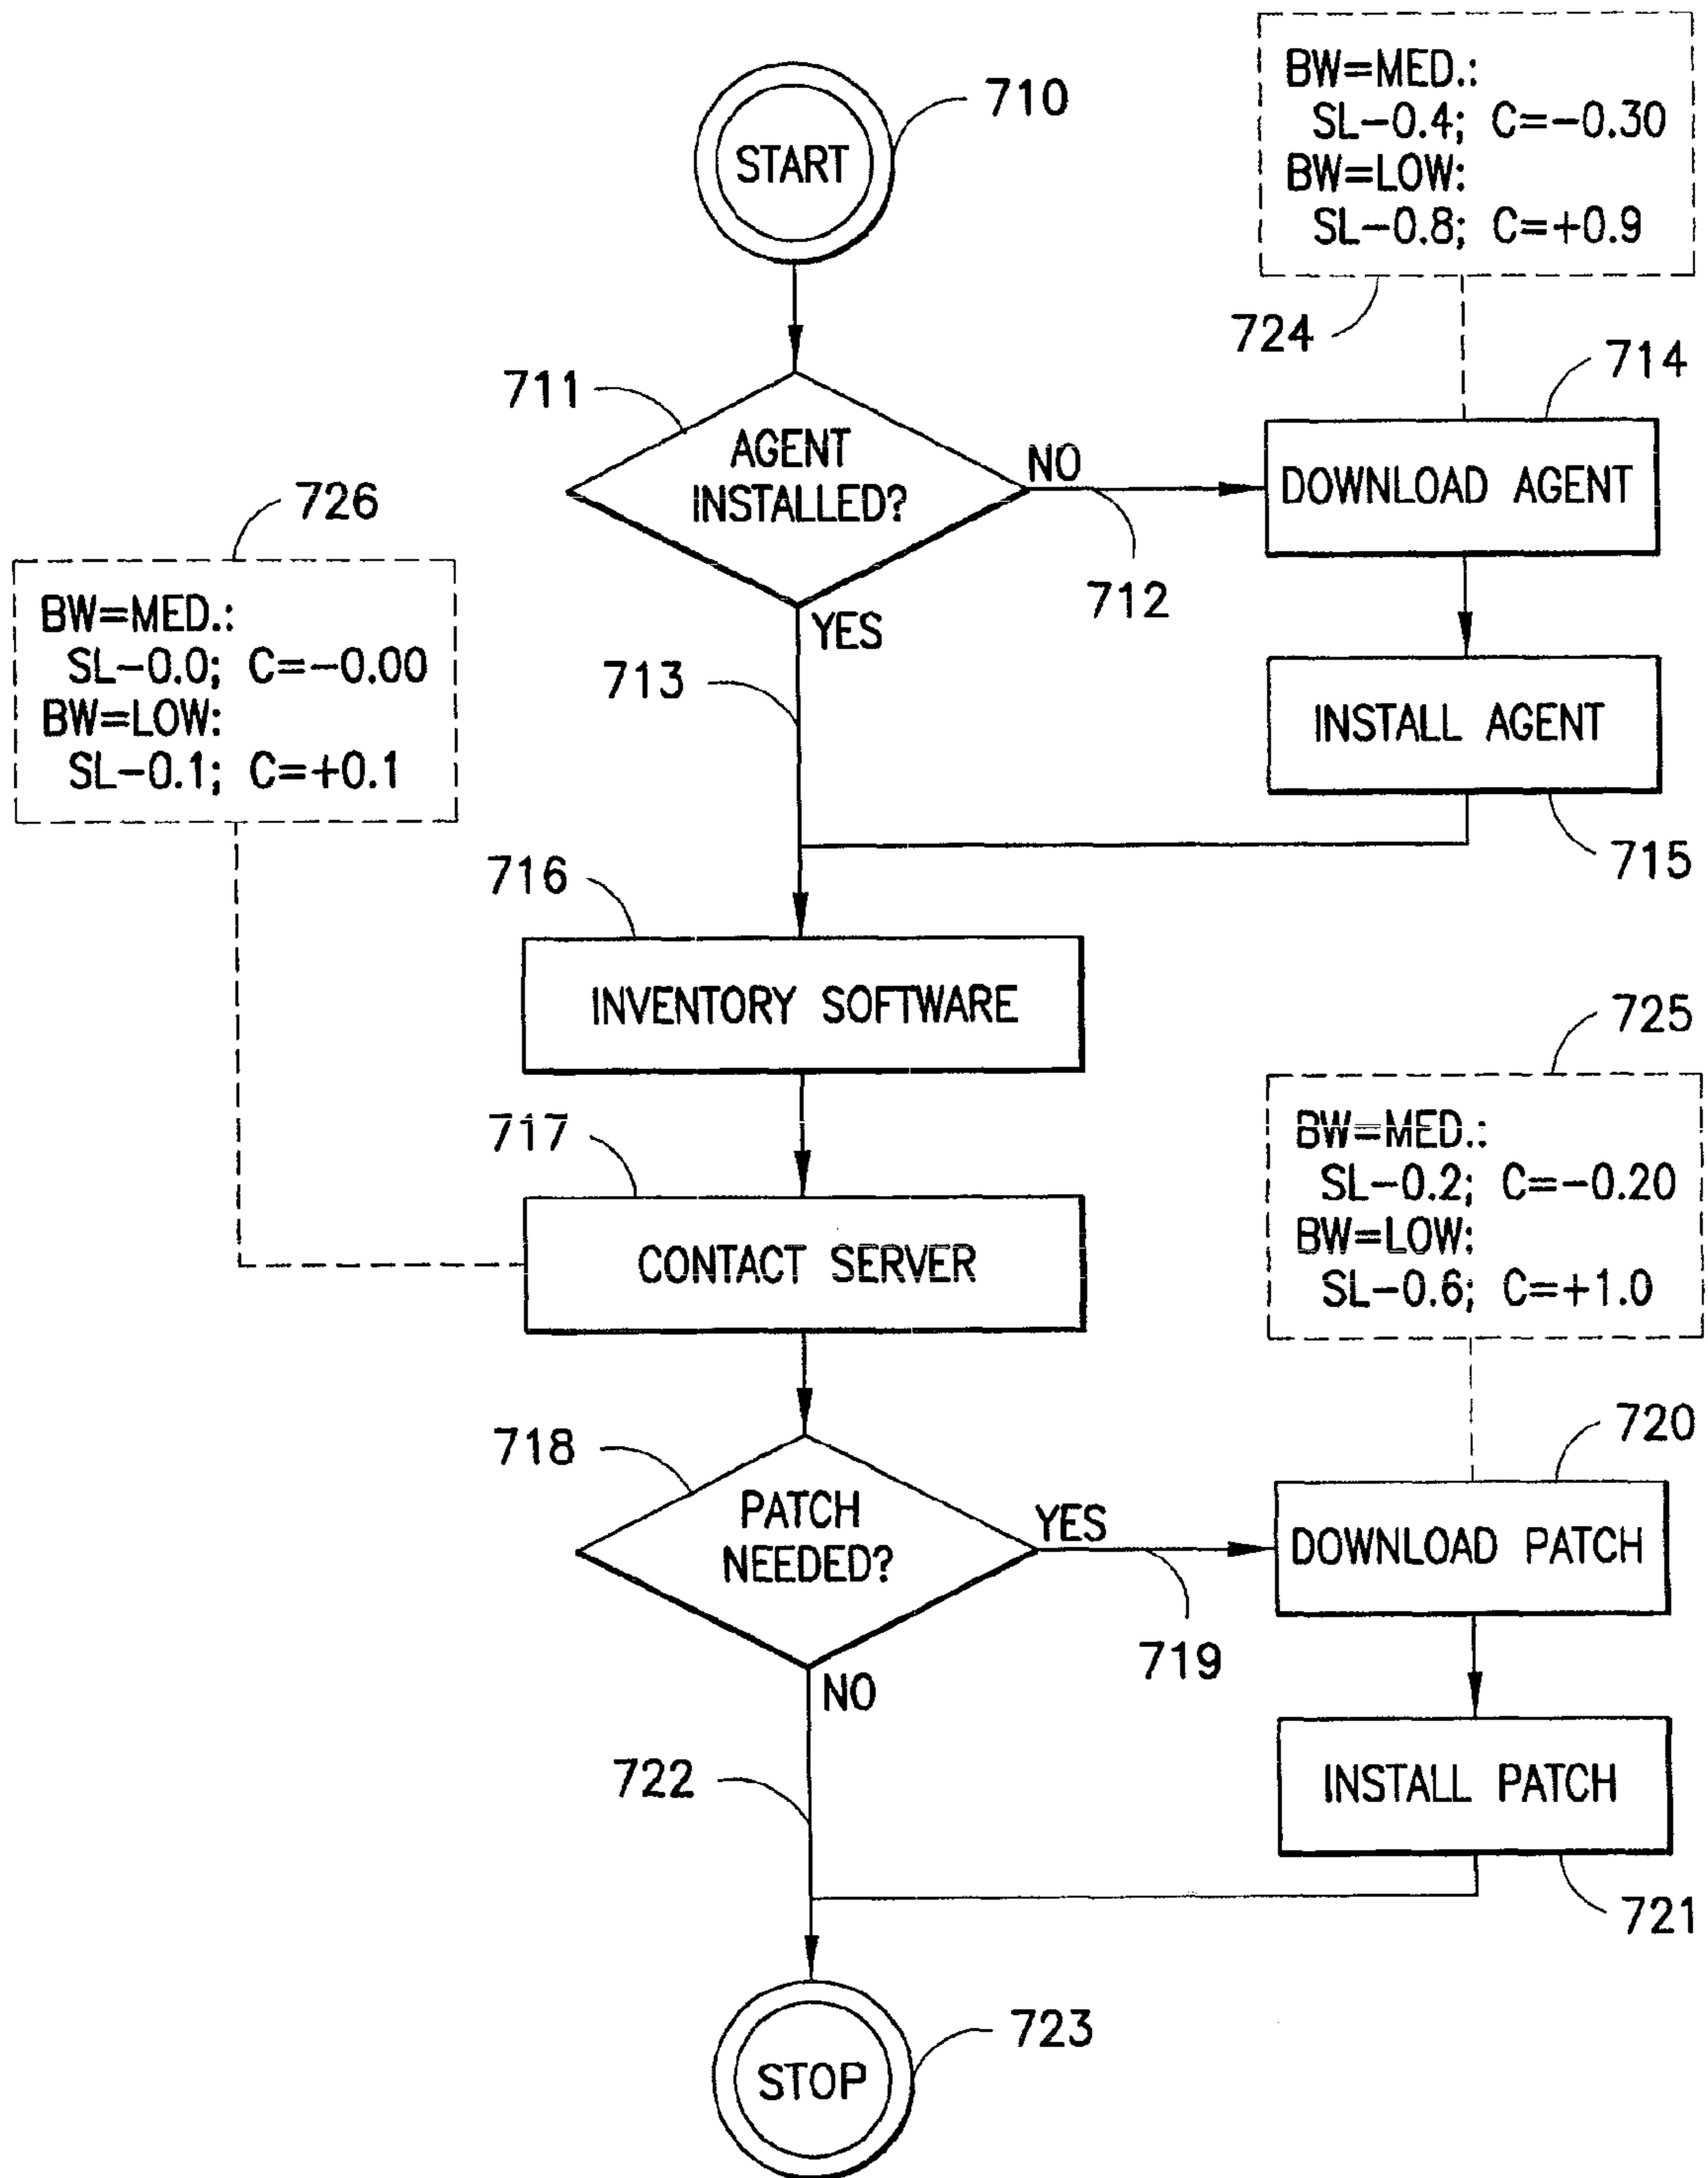 710
START
BW=MED.:
SL-0.4; C=-0.30
BW=LOW:
SL-0.8; C=+0.9
724
714
711
AGENT
INSTALLED?
NO
DOWNLOAD AGENT
712
726
BW=MED.:
SL-0.0; C=-0.00
BW=LOW:
SL-0.1; C=+0.1
YES
713
INSTALL AGENT
715
716
INVENTORY SOFTWARE
725
BW=MED.:
SL-0.2; C=-0.20
BW=LOW:
SL-0.6; C=+1.0
717
CONTACT SERVER
718
PATCH
NEEDED?
YES
720
DOWNLOAD PATCH
719
NO
722
INSTALL PATCH
721
723
STOP